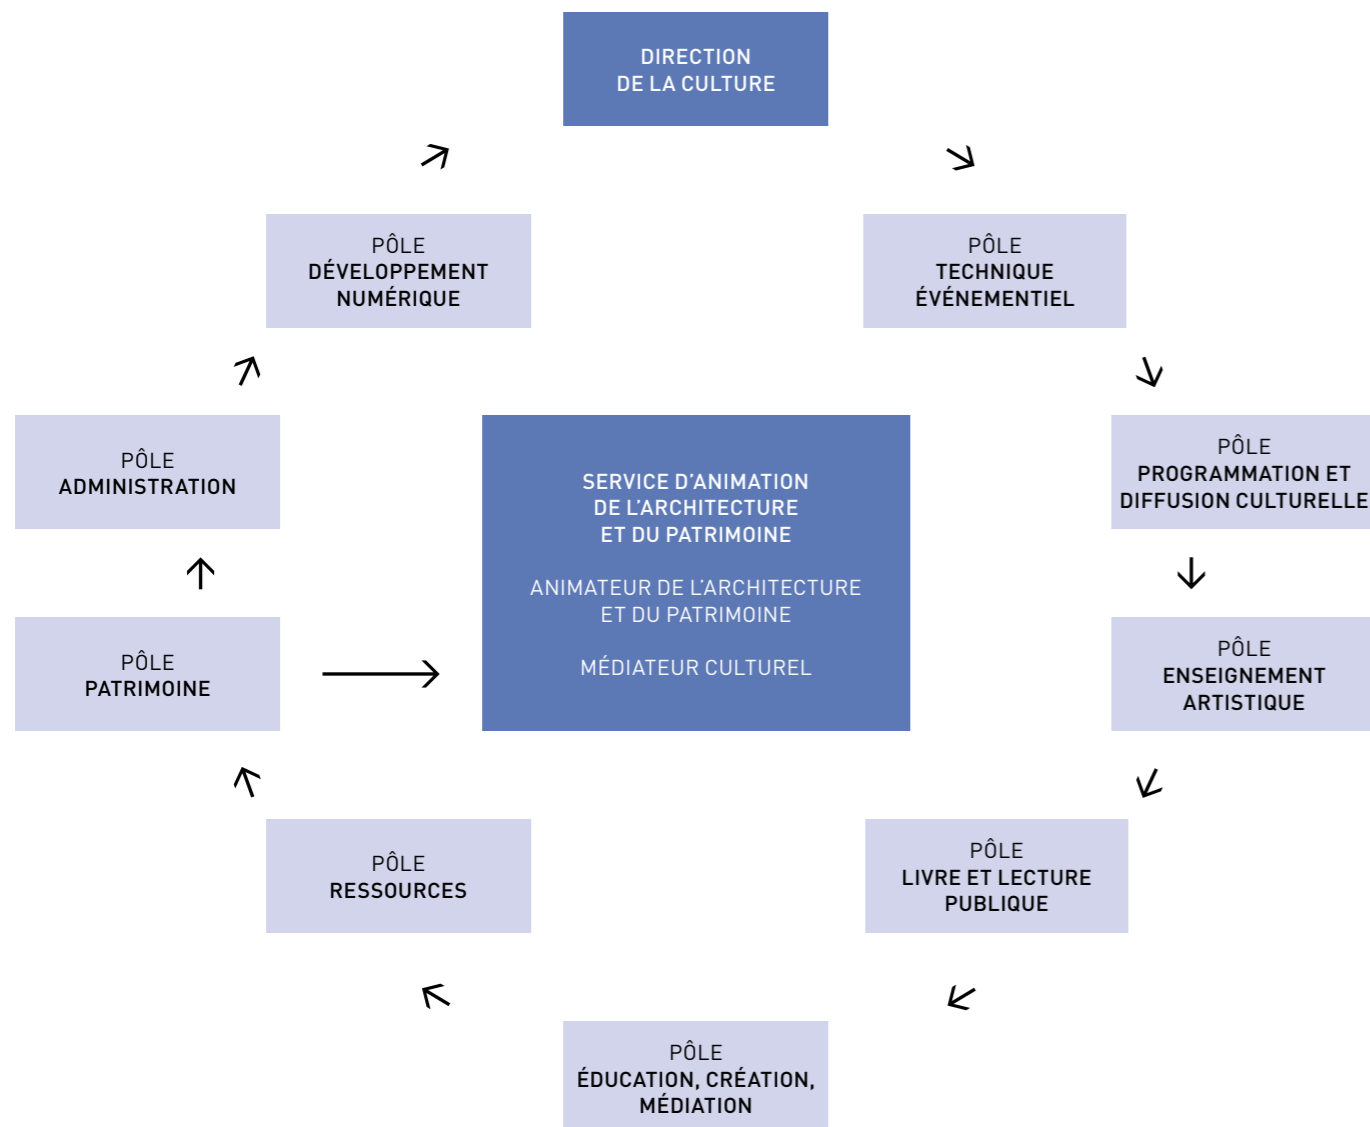 DIRECTION
DE LA CULTURE
PÔLE
DÉVELOPPEMENT
NUMÉRIQUE
PÔLE
TECHNIQUE
ÉVÉNEMENTIEL
PÔLE
ADMINISTRATION
SERVICE D'ANIMATION
DE L'ARCHITECTURE
ET DU PATRIMOINE
ANIMATEUR DE L'ARCHITECTURE
ET DU PATRIMOINE
MÉDIATEUR CULTUREL
PÔLE
PROGRAMMATION ET
DIFFUSION CULTURELLE
PÔLE
PATRIMOINE
PÔLE
ENSEIGNEMENT
ARTISTIQUE
PÔLE
RESSOURCES
PÔLE
LIVRE ET LECTURE
PUBLIQUE
PÔLE
ÉDUCATION, CRÉATION,
MÉDIATION